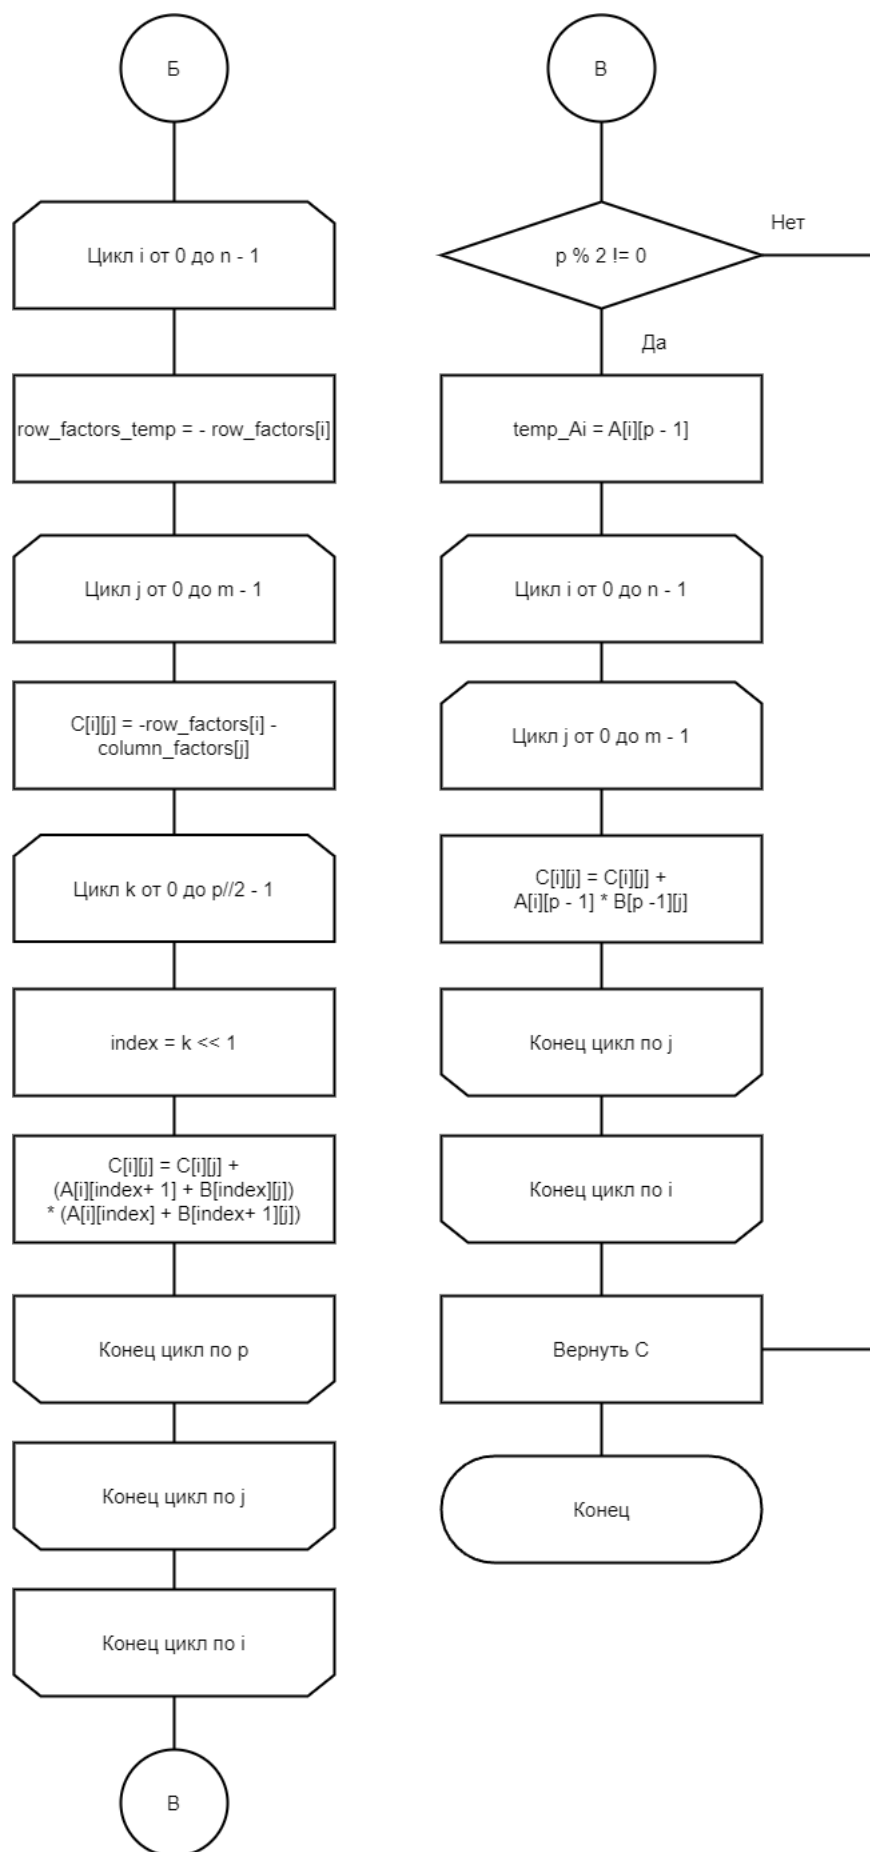 Б
Цикл i от 0 до n - 1
row_factors_temp = - row_factors[i]
Цикл j от 0 до m - 1
C[i][j] = -row_factors[i] -
column_factors[j]
Цикл k от 0 до p//2 - 1
index = k << 1
C[i][j] = C[i][j] +
(A[i][index+ 1] + B[index][j])
* (A[i][index] + B[index+ 1][j])
Конец цикл по p
Конец цикл по j
Конец цикл по i
В
В
p % 2 != 0
Нет
Да
temp_Ai = A[i][p - 1]
Цикл i от 0 до n - 1
Цикл j от 0 до m - 1
C[i][j] = C[i][j] +
A[i][p - 1] * B[p -1][j]
Конец цикл по j
Конец цикл по i
Вернуть C
Конец